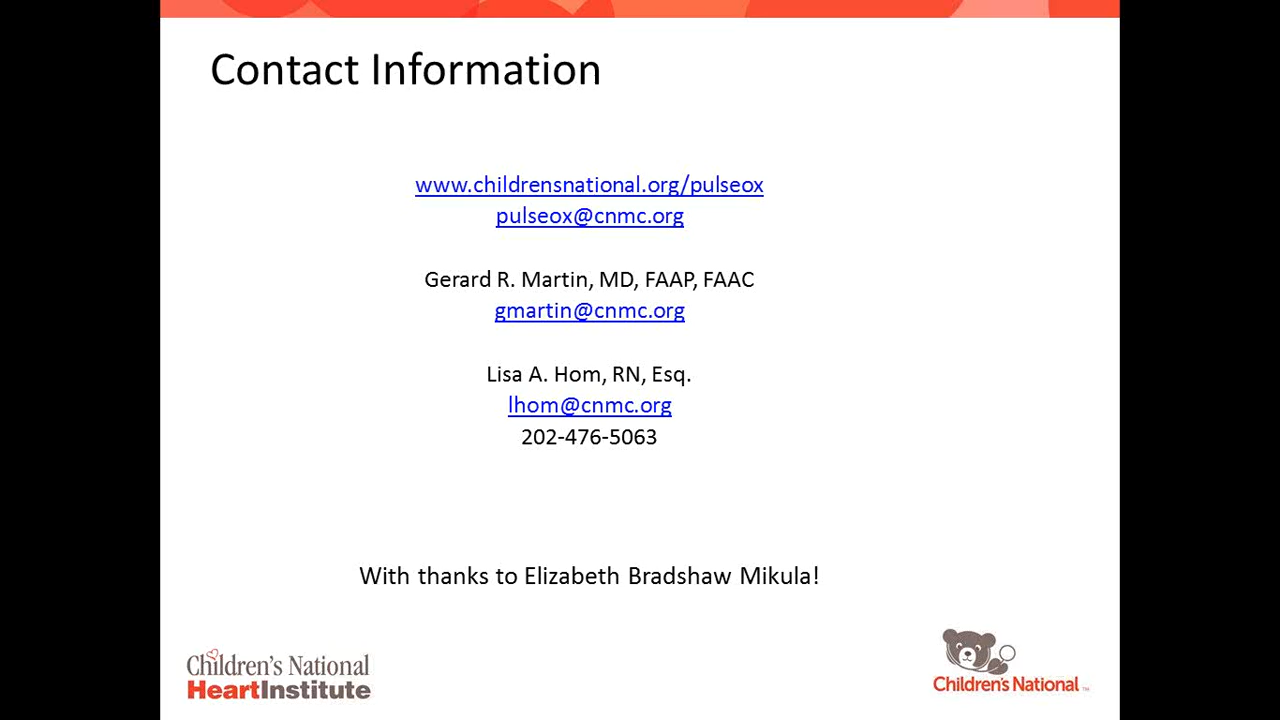 Contact Information
www.childrensnational.org/pulseox
pulseox@cnmc.org
Gerard R. Martin, MD, FAAP, FAAC
gmartin@cnmc.org
Lisa A. Hom, RN, Esq.
lhom@cnmc.org
202-476-5063
With thanks to Elizabeth Bradshaw Mikula!
Children's National
HeartInstitute
Children's National TM